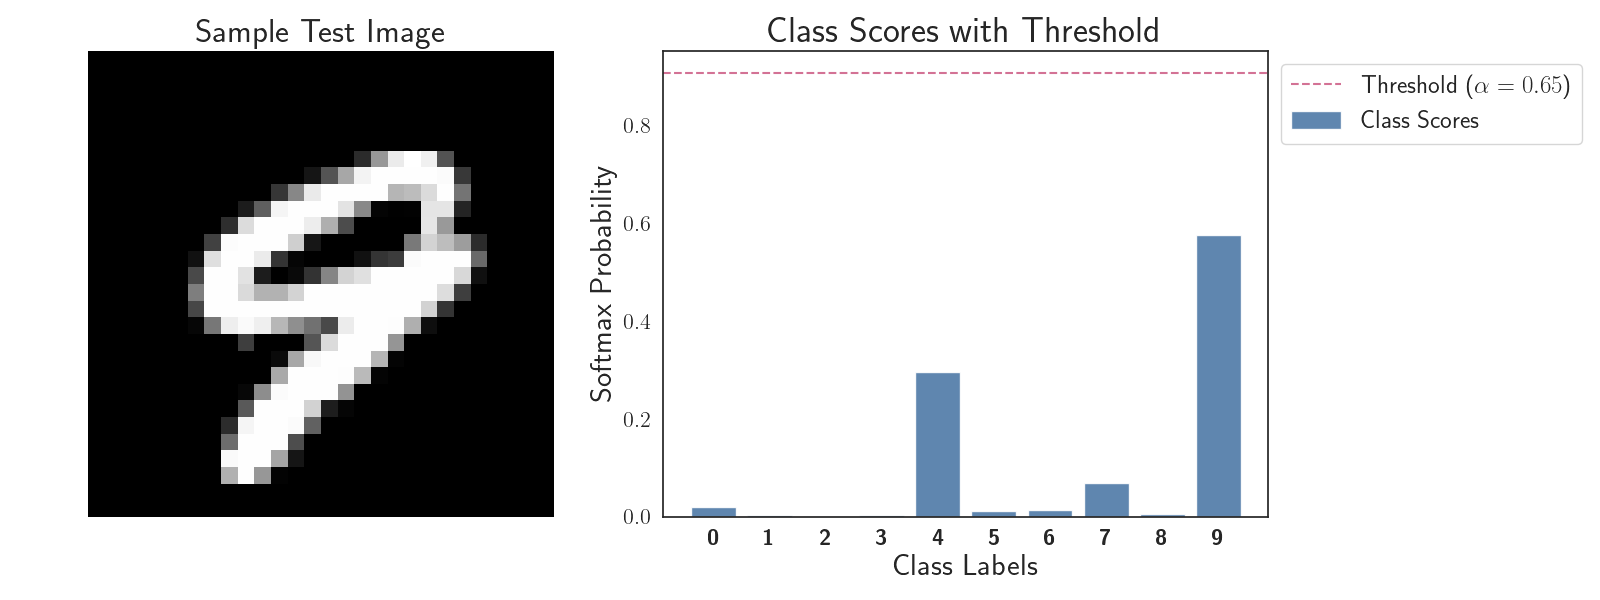 Sample Test Image
9
Class Scores with Threshold
Softmax Probability
0.8
0.6
0.4
0.2
0.0
0 1 2 3 4 5 6 7 8 9
Class Labels
Threshold (α = 0.65)
Class Scores